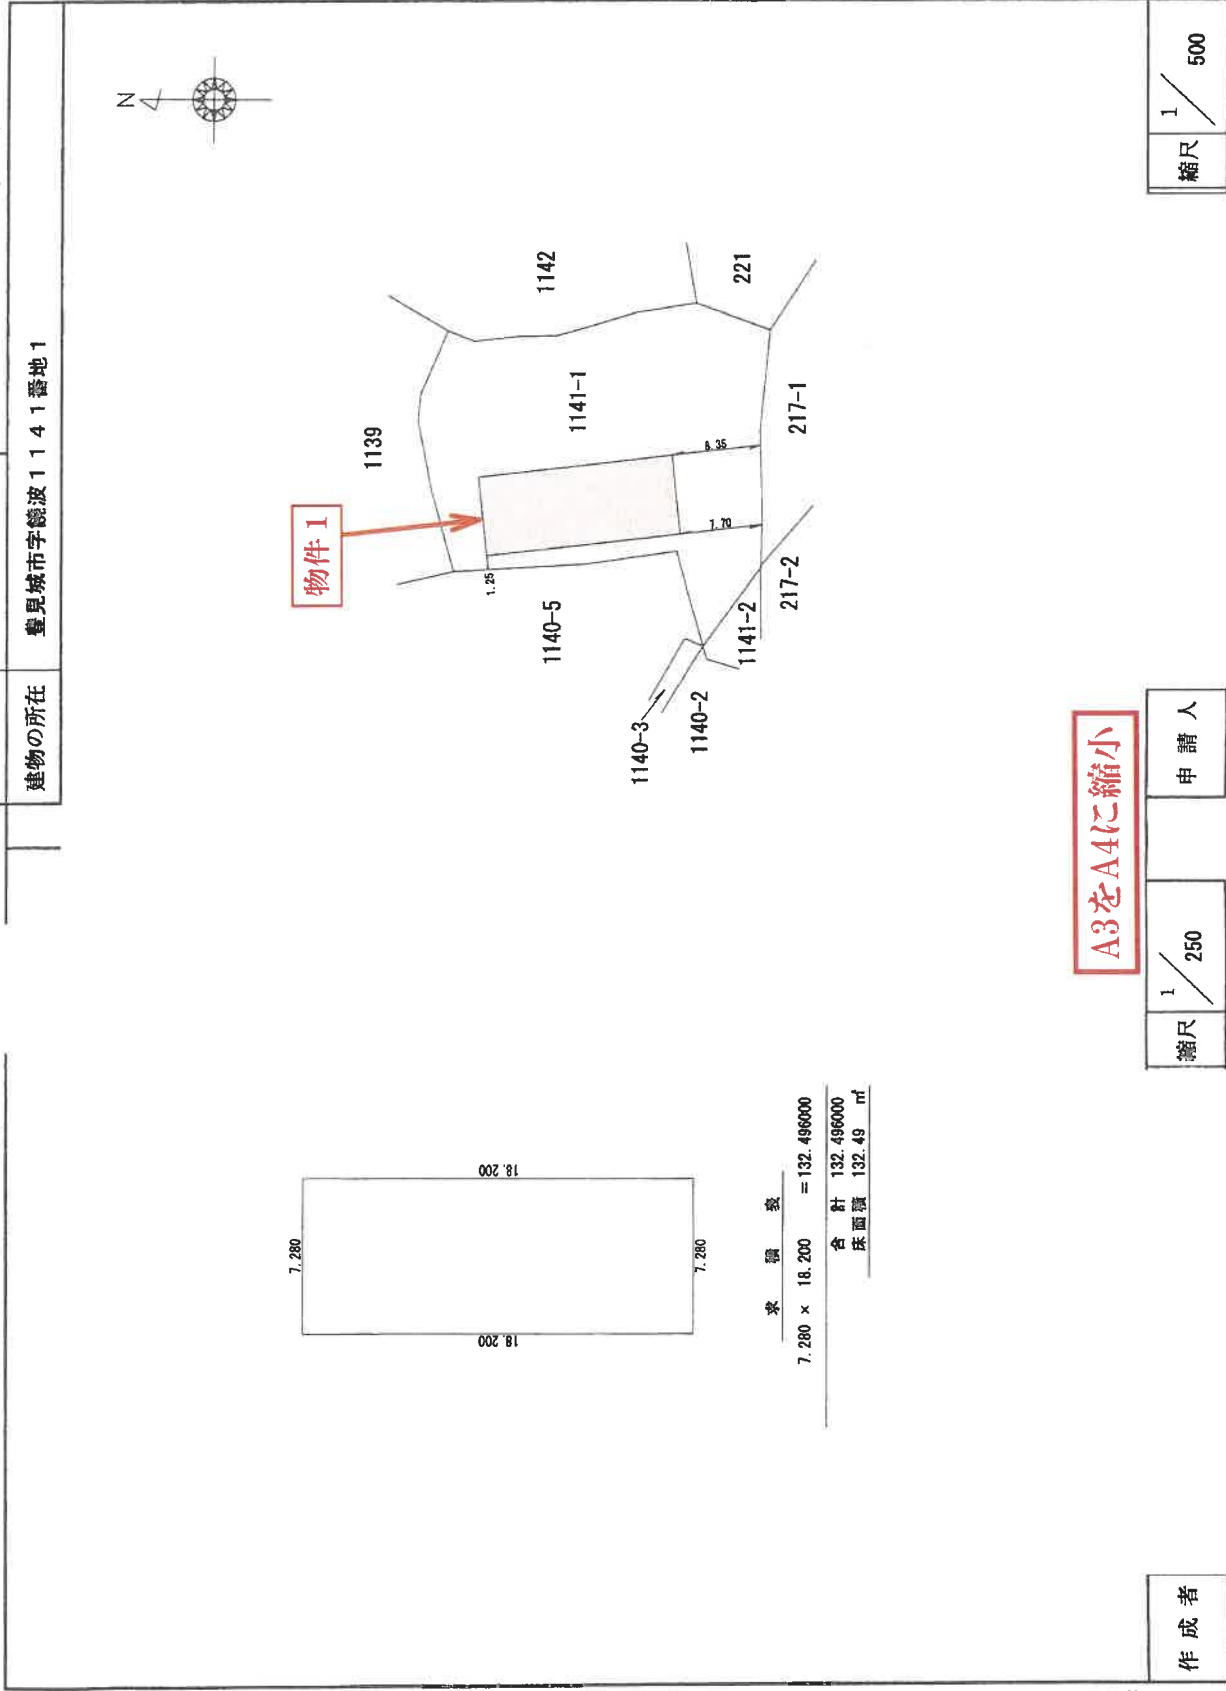 建物の所在 豊見城市字饒波1141番地1
N
物件 1
1139
1142
1141-1
221
217-1
8.35
7.70
1.25
1140-5
217-2
1141-2
1140-3
1140-2
7.280
18.200
18.200
7.280
求積表
7.280 × 18.200 =132.496000
合計 132.496000
床面積 132.49 ㎡
A3をA4に縮小
作成者
縮尺 1/250
申請人
縮尺 1/500